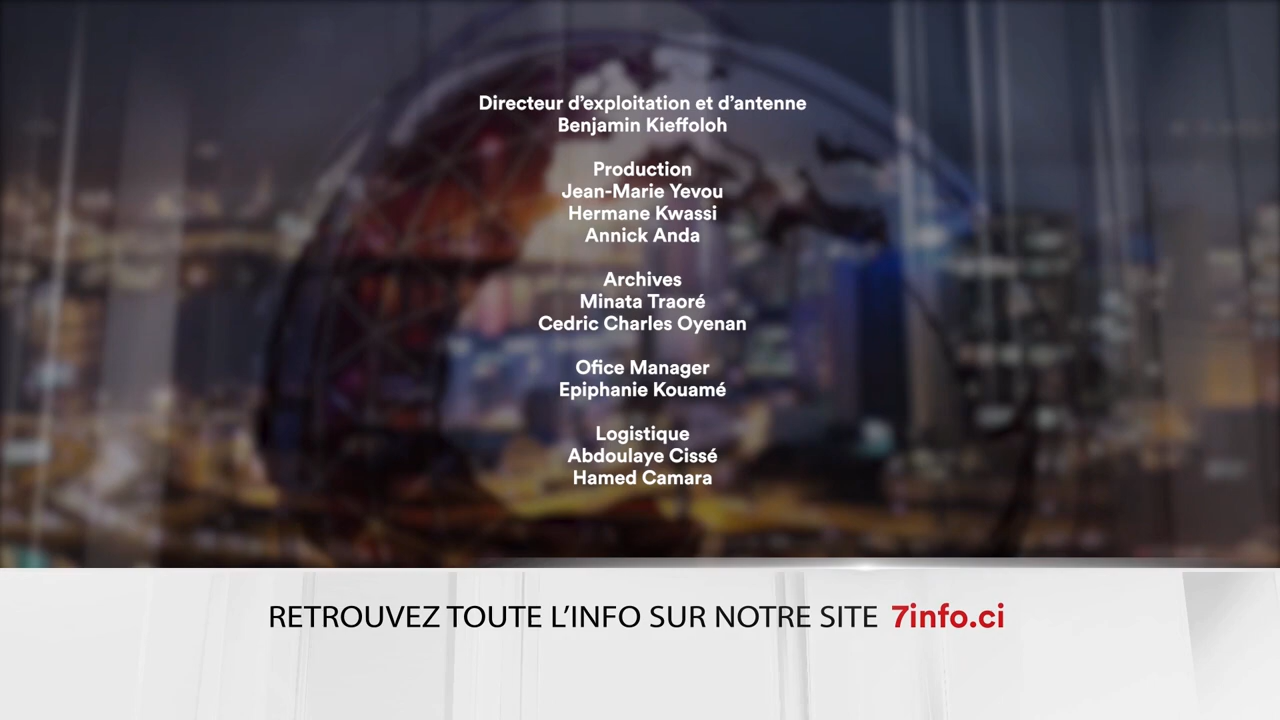 Directeur d'exploitation et d'antenne
Benjamin Kieffoloh
Production
Jean-Marie Yevou
Hermane Kwassi
Annick Anda
Archives
Minata Traoré
Cedric Charles Oyenan
Ofice Manager
Epiphanie Kouamé
Logistique
Abdoulaye Cissé
Hamed Camara
RETROUVEZ TOUTE L'INFO SUR NOTRE SITE 7info.ci